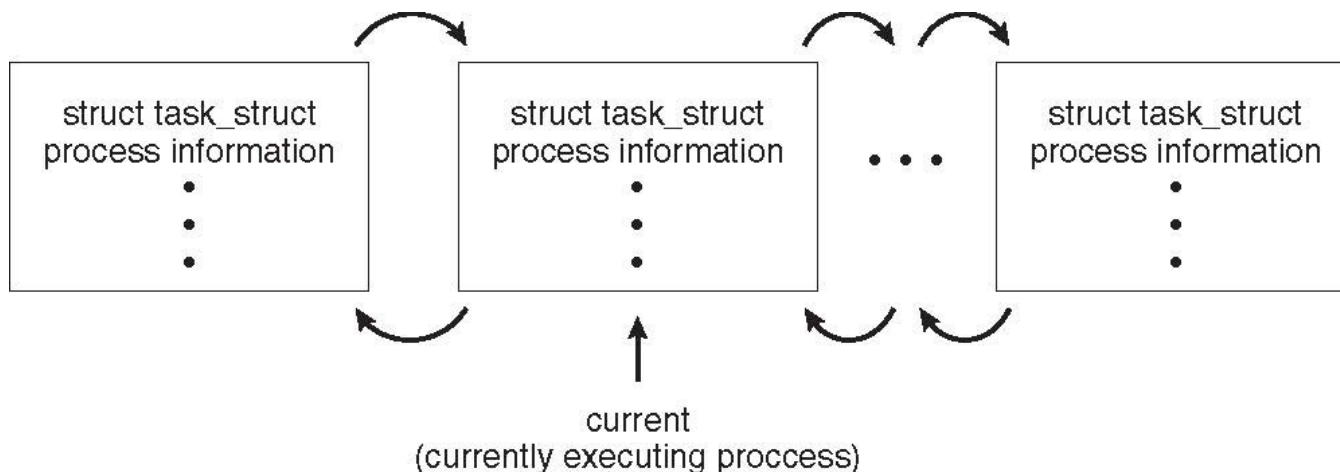 struct task_struct
process information
struct task_struct
process information
struct task_struct
process information
current
(currently executing proccess)